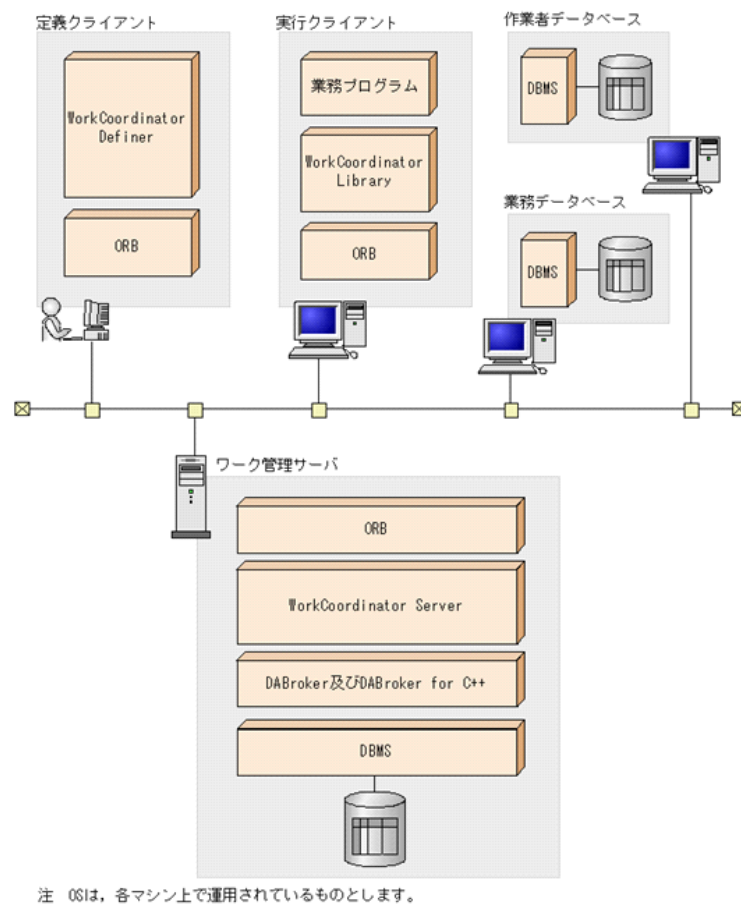 定義クライアント
WorkCoordinator
Definer
ORB
実行クライアント
業務プログラム
WorkCoordinator
Library
ORB
作業者データベース
DBMS
業務データベース
DBMS
ワーク管理サーバ
ORB
WorkCoordinator Server
DABroker及びDABroker for C++
DBMS
注　OSは，各マシン上で運用されているものとします。